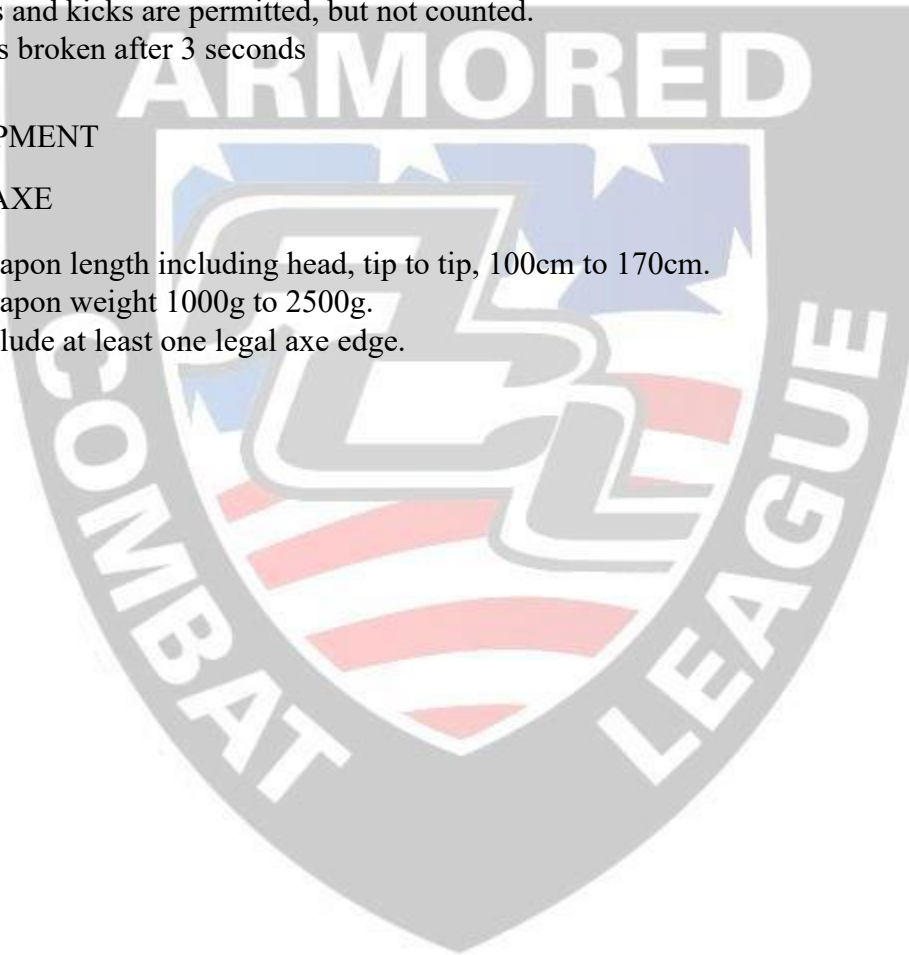 s and kicks are permitted, but not counted.
s broken after 3 seconds
PMENT
AXE
apon length including head, tip to tip, 100cm to 170cm.
apon weight 1000g to 2500g.
lude at least one legal axe edge.
ARMORED
COMBAT
LEAGUE